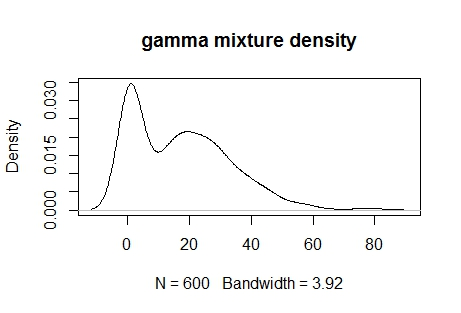 gamma mixture density
Density
0.030
0.015
0.000
0 20 40 60 80
N = 600 Bandwidth = 3.92